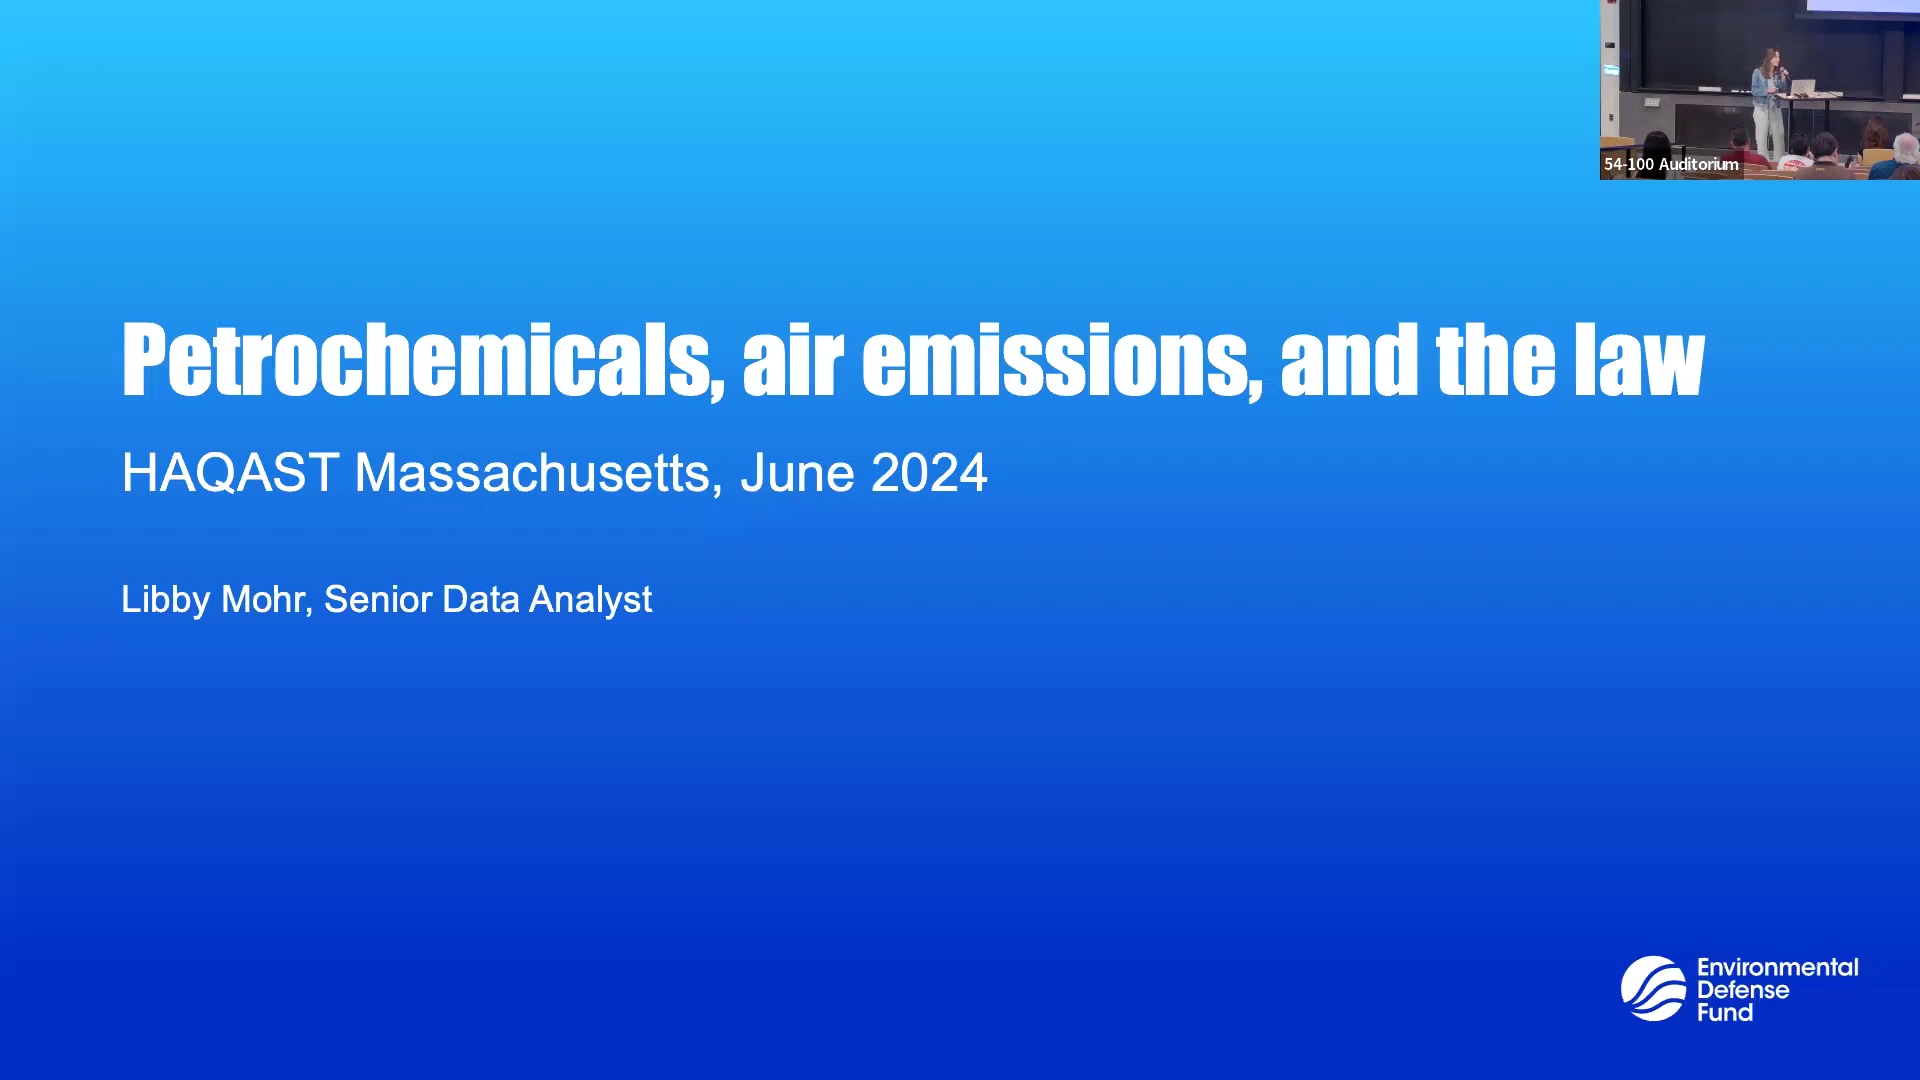 54-100 Auditorium
Petrochemicals, air emissions, and the law
HAQAST Massachusetts, June 2024
Libby Mohr, Senior Data Analyst
Environmental
Defense
Fund